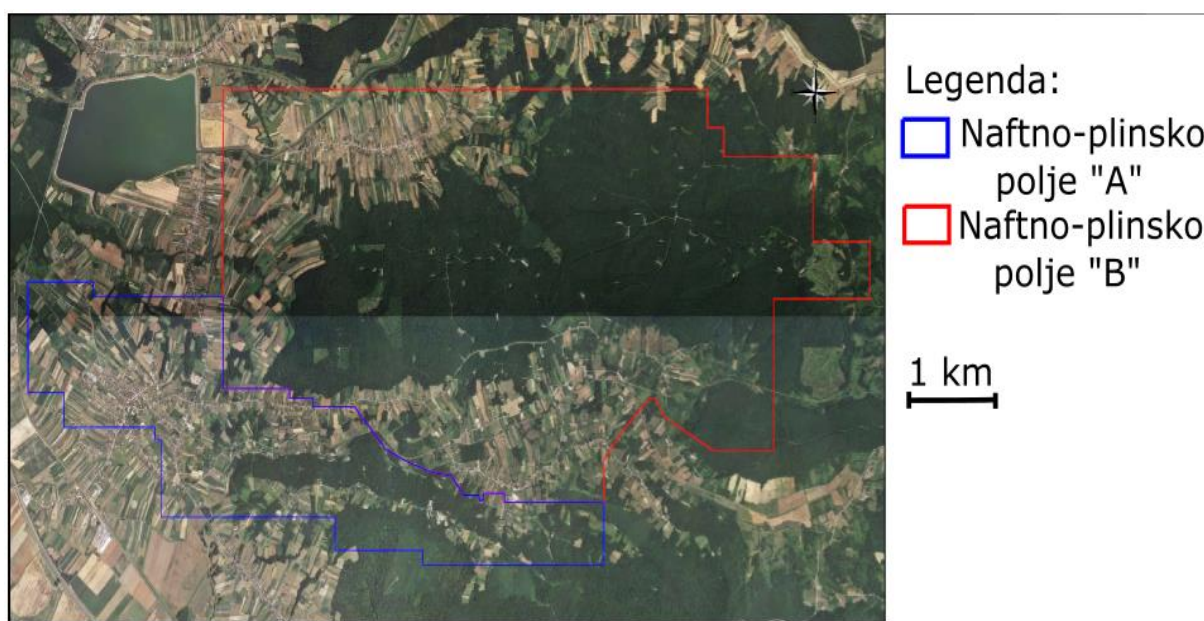 Legenda:
Naftno-plinsko
polje "A"
Naftno-plinsko
polje "B"
1 km